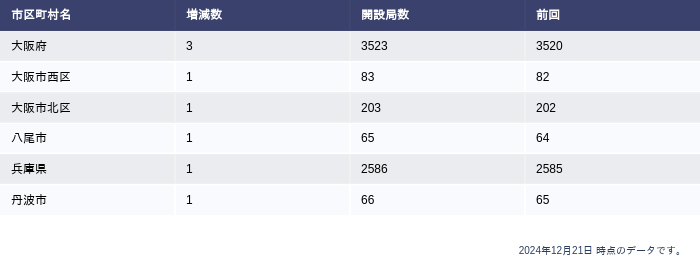 市区町村名 増減数 開設局数 前回
大阪府 3 3523 3520
大阪市西区 1 83 82
大阪市北区 1 203 202
八尾市 1 65 64
兵庫県 1 2586 2585
丹波市 1 66 65
2024年12月21日 時点のデータです。